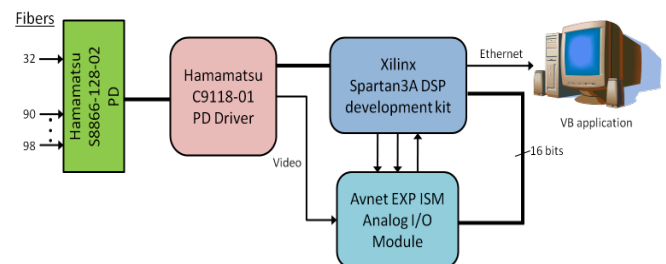 Fibers
32
90
98
Hamamatsu
S8866-128-02
PD
Hamamatsu
C9118-01
PD Driver
Video
Xilinx
Spartan3A DSP
development kit
Ethernet
VB application
16 bits
Avnet EXP ISM
Analog I/O
Module